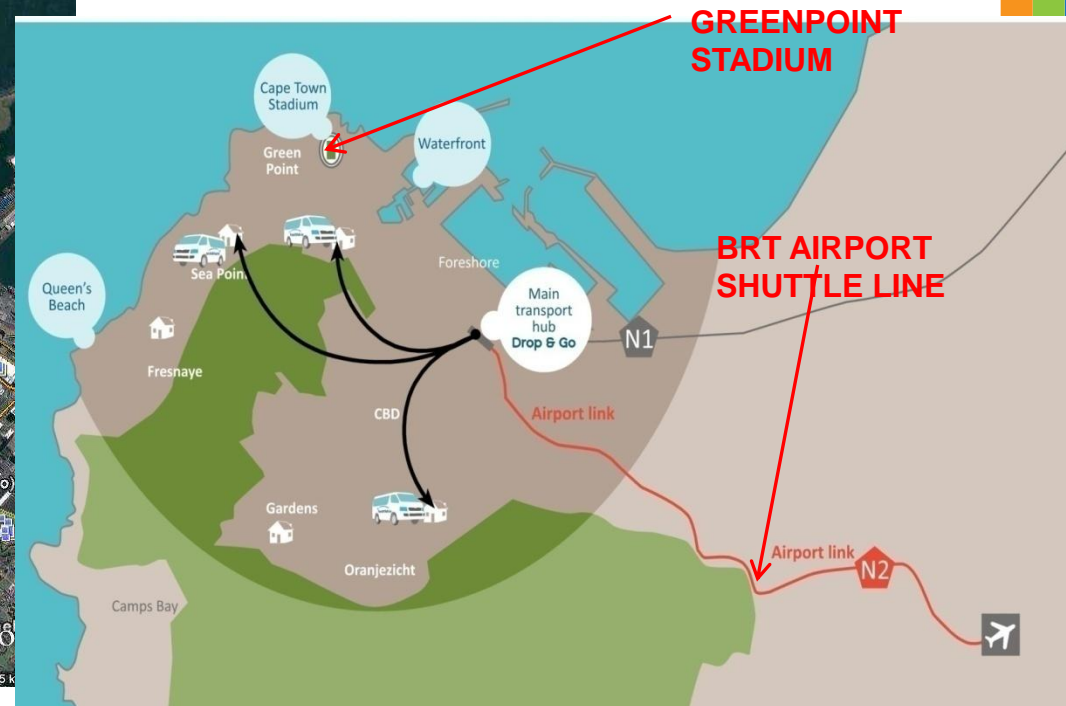 GREENPOINT
STADIUM
Cape Town
Stadium
Green
Point
Waterfront
BRT AIRPORT
SHUTTLE LINE
Foreshore
Sea Point
Queen's
Beach
Main
transport
hub
Drop & Go
N1
Fresnaye
CBD
Airport link
Gardens
Oranjezicht
Airport link
N2
Camps Bay